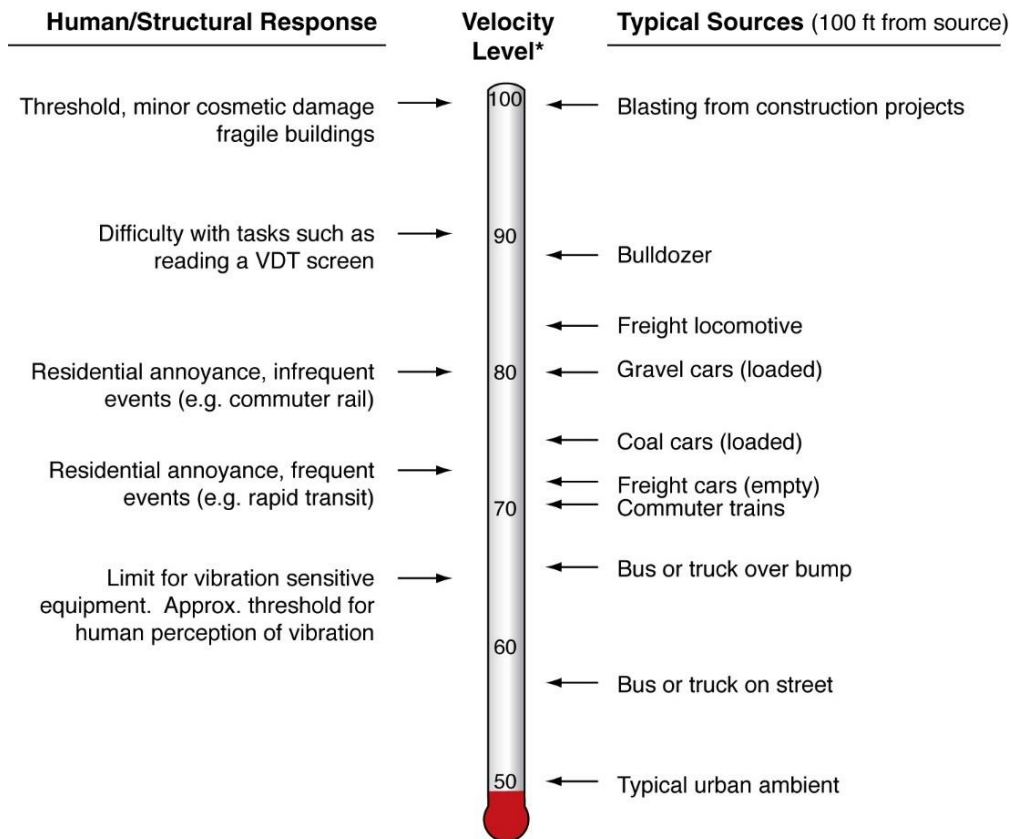 Human/Structural Response
Velocity
Level*
Typical Sources (100 ft from source)
Threshold, minor cosmetic damage
fragile buildings
100
Blasting from construction projects
Difficulty with tasks such as
reading a VDT screen
90
Bulldozer
Freight locomotive
Residential annoyance, infrequent
events (e.g. commuter rail)
80
Gravel cars (loaded)
Coal cars (loaded)
Residential annoyance, frequent
events (e.g. rapid transit)
Freight cars (empty)
70
Commuter trains
Bus or truck over bump
Limit for vibration sensitive
equipment. Approx. threshold for
human perception of vibration
60
Bus or truck on street
50
Typical urban ambient